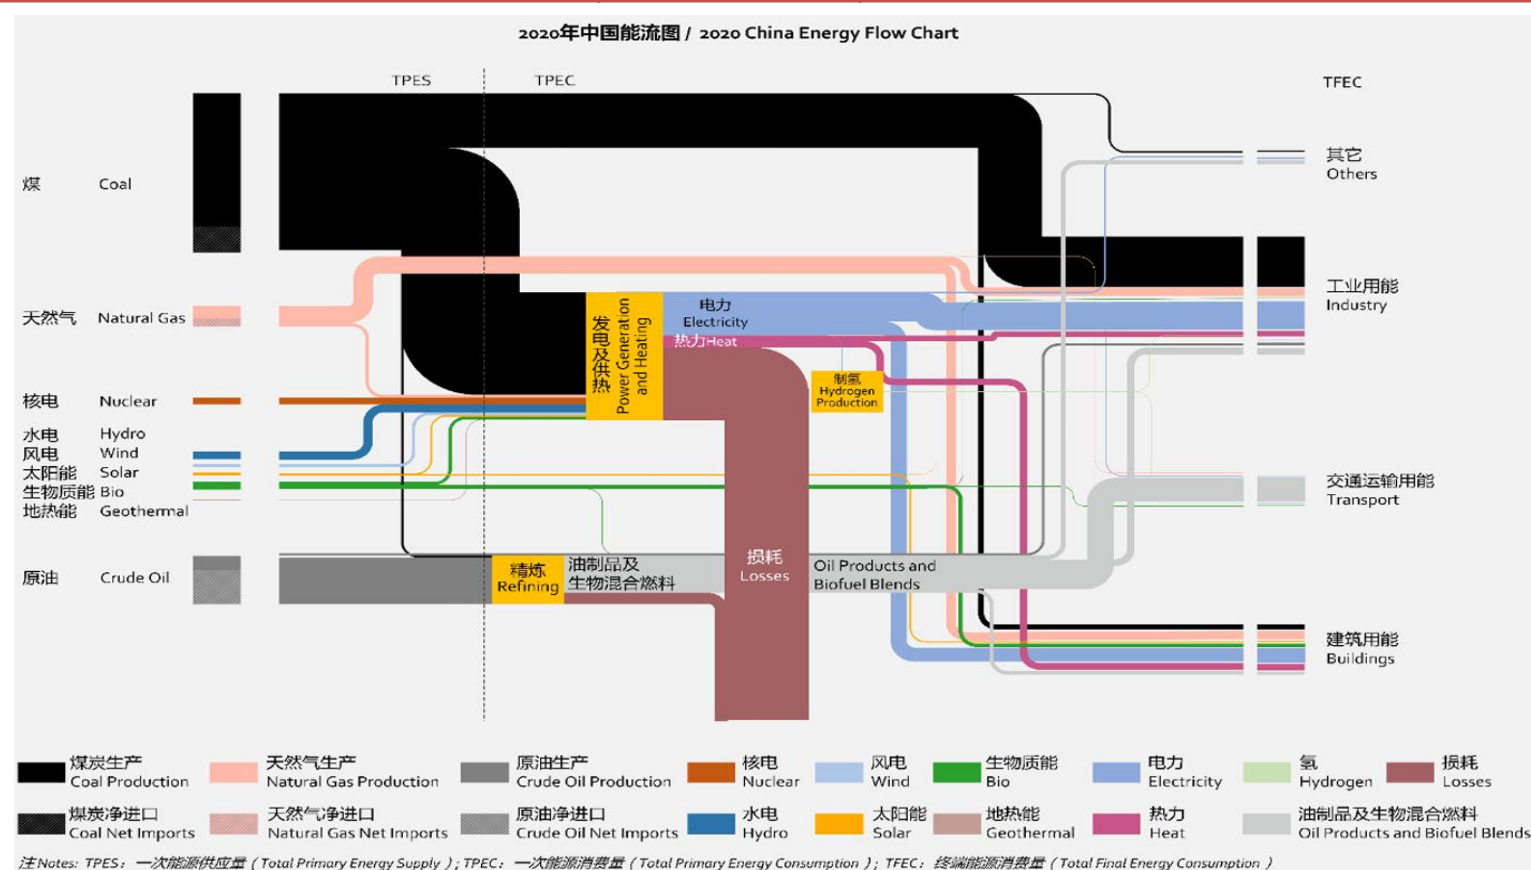 2020年中国能流图 / 2020 China Energy Flow Chart
TPES
TPEC
TFEC
煤 Coal
天然气 Natural Gas
核电 Nuclear
水电 Hydro
风电 Wind
太阳能 Solar
生物质能 Bio
地热能 Geothermal
原油 Crude Oil
发电及供热
Power Generation
and Heating
电力
Electricity
热力Heat
制氢
Hydrogen
Production
精炼
Refining
油制品及
生物混合燃料
损耗
Losses
Oil Products and
Biofuel Blends
其它
Others
工业用能
Industry
交通运输用能
Transport
建筑用能
Buildings
煤炭生产
Coal Production
天然气生产
Natural Gas Production
原油生产
Crude Oil Production
核电
Nuclear
风电
Wind
生物质能
Bio
电力
Electricity
氢
Hydrogen
损耗
Losses
煤炭净进口
Coal Net Imports
天然气净进口
Natural Gas Net Imports
原油净进口
Crude Oil Net Imports
水电
Hydro
太阳能
Solar
地热能
Geothermal
热力
Heat
油制品及生物混合燃料
Oil Products and Biofuel Blends
注Notes: TPES：一次能源供应量（Total Primary Energy Supply）; TPEC：一次能源消费量（Total Primary Energy Consumption）; TFEC：终端能源消费量（Total Final Energy Consumption）